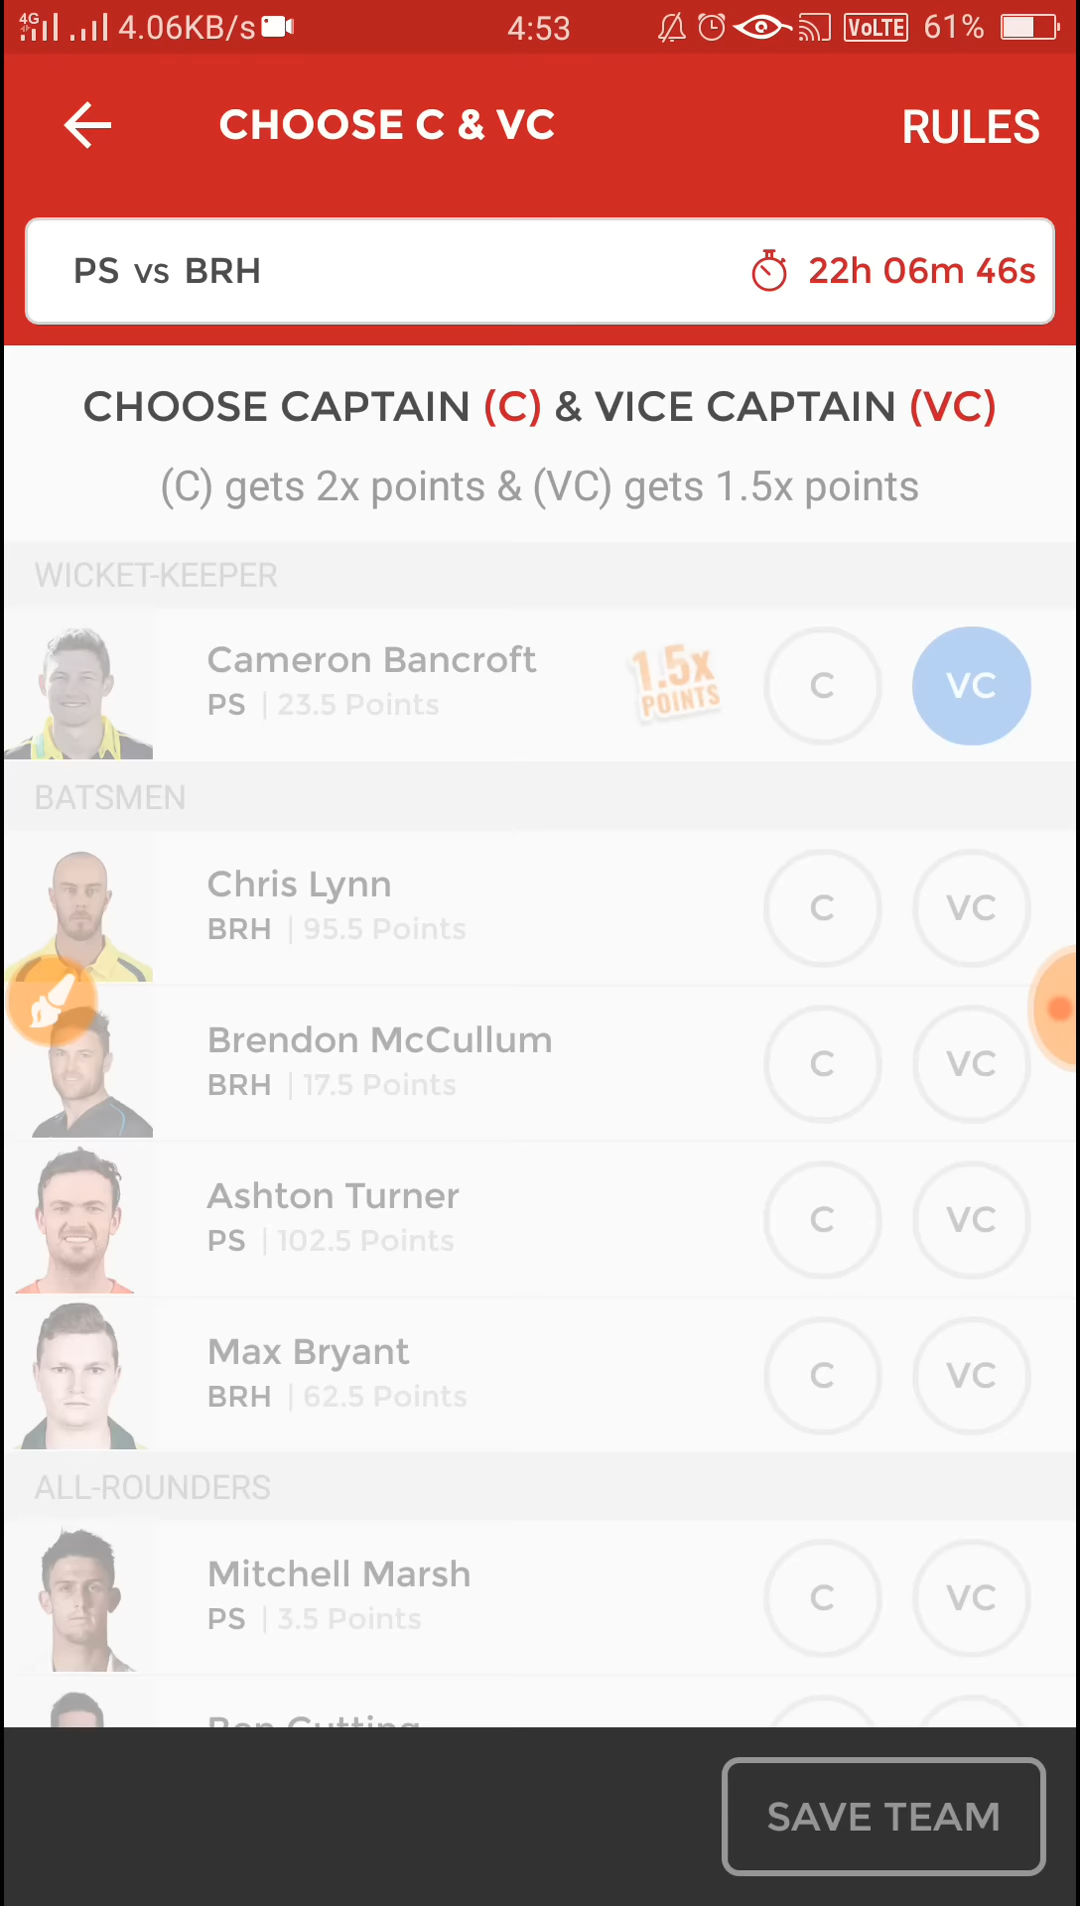 4G 4.06KB/s 4:53 VoLTE 61%
CHOOSE C & VC RULES
PS vs BRH 22h 06m 46s
CHOOSE CAPTAIN (C) & VICE CAPTAIN (VC)
(C) gets 2x points & (VC) gets 1.5x points
WICKET-KEEPER
Cameron Bancroft
PS | 23.5 Points
1.5x
POINTS
C VC
BATSMEN
Chris Lynn
BRH | 95.5 Points
C VC
Brendon McCullum
BRH | 17.5 Points
C VC
Ashton Turner
PS | 102.5 Points
C VC
Max Bryant
BRH | 62.5 Points
C VC
ALL-ROUNDERS
Mitchell Marsh
PS | 3.5 Points
C VC
Ben Cutting
SAVE TEAM